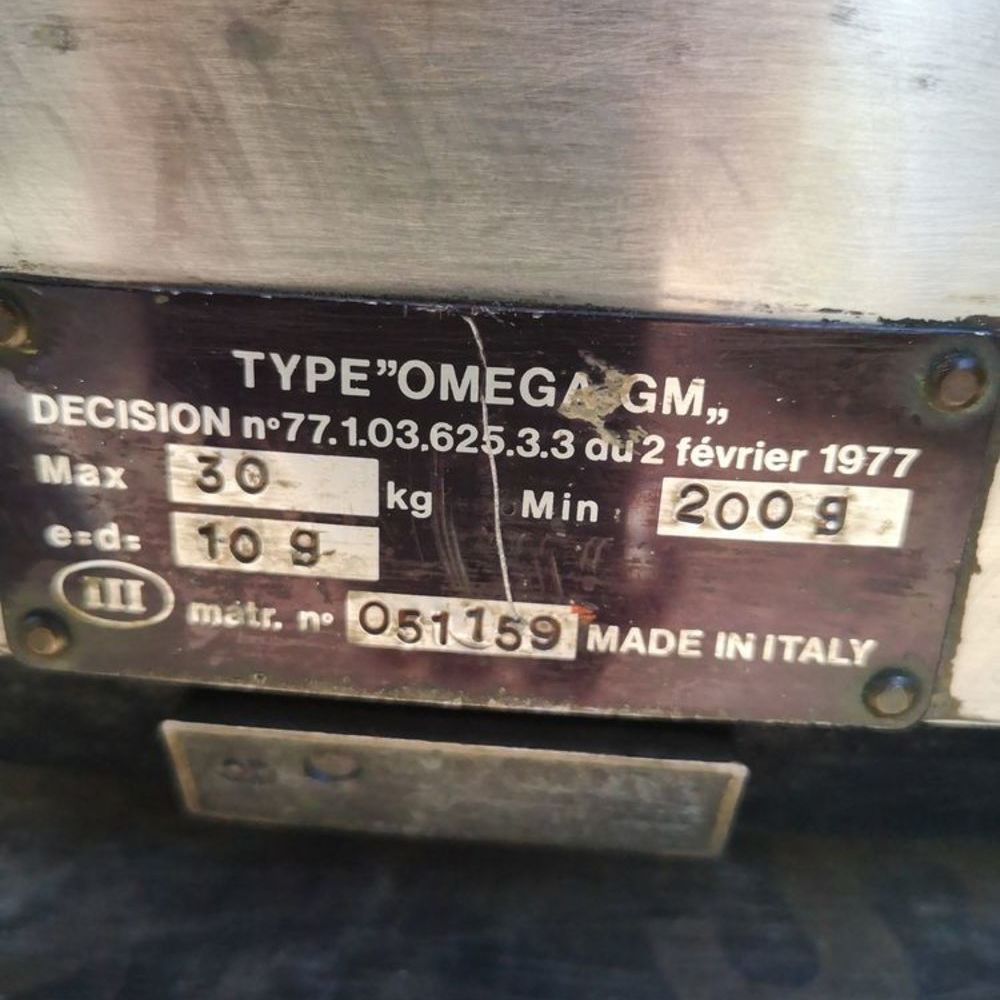 TYPE”OMEGA GM„
DECISION n°77.1.03.625.3.3 du 2 février 1977
Max 30 kg Min 200 g
e=d= 10 g
III matr. n° 051159 MADE IN ITALY